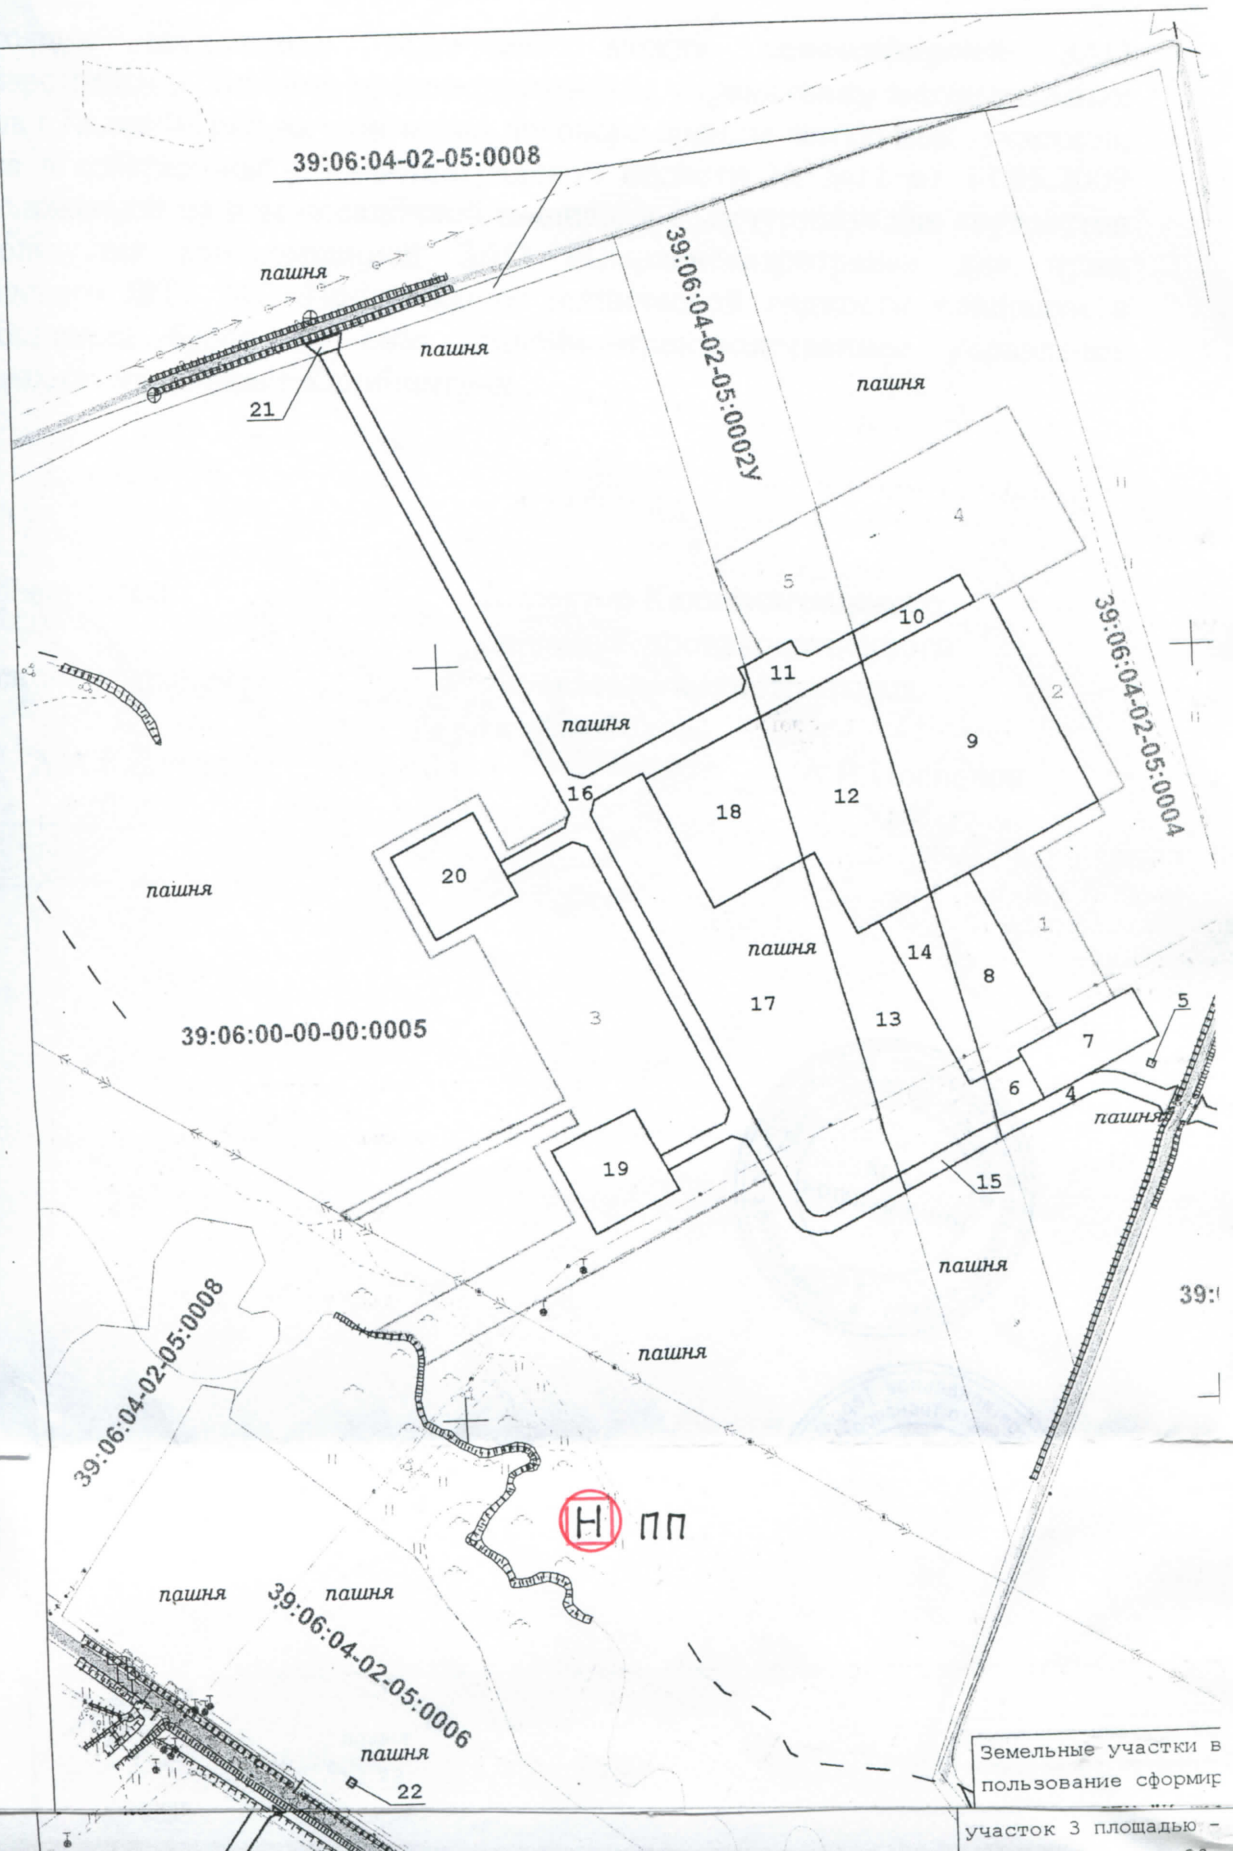 39:06:04-02-05:0008
пашня
пашня
21
39:06:04-02-05:0002У
пашня
4
5
10
11
39:06:04-02-05:0004
2
9
пашня
16
12
18
20
пашня
1
пашня
14
17
8
5
39:06:00-00-00:0005
3
13
7
6
4
пашня
19
15
пашня
39:
39:06:04-02-05:0008
пашня
Н ПП
пашня
пашня
39:06:04-02-05:0006
пашня
22
Земельные участки в
пользование сформир
участок 3 площадью -